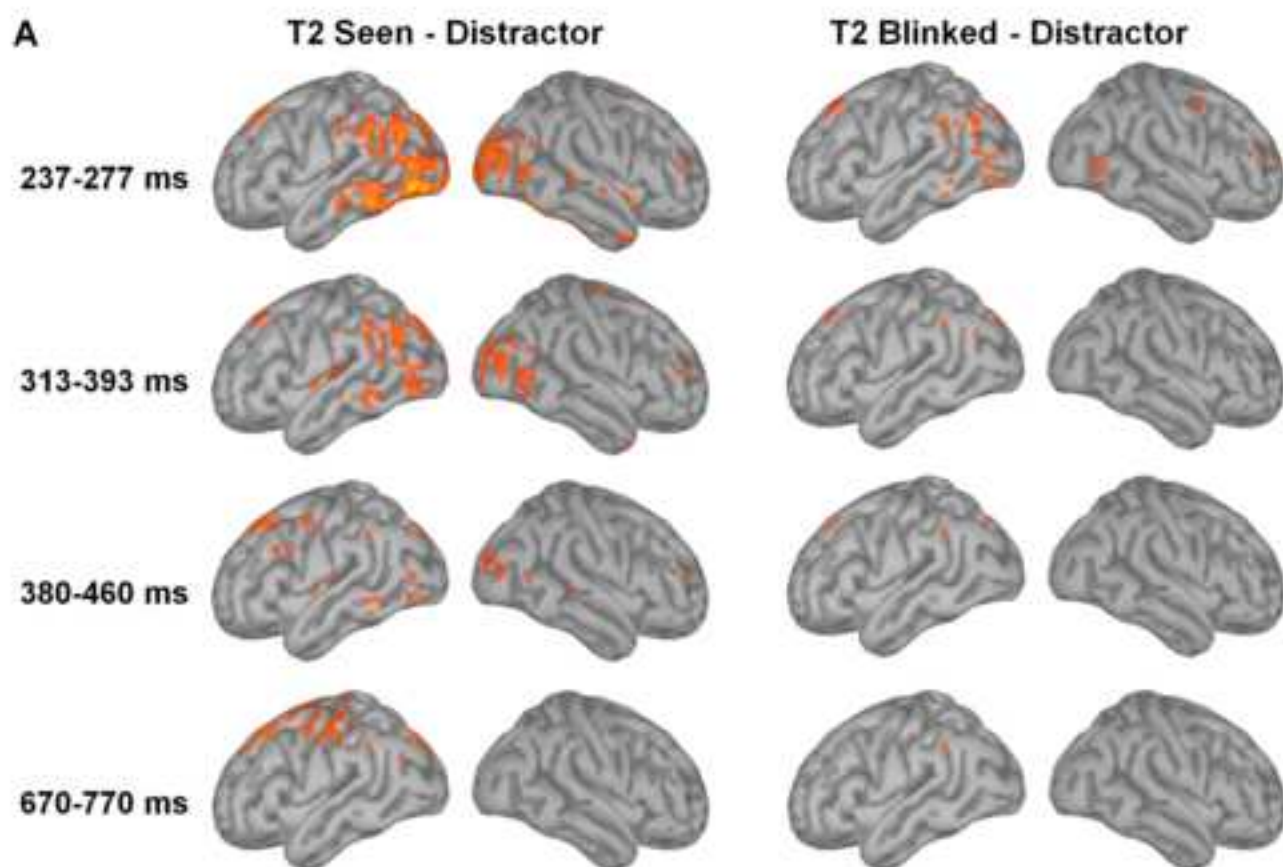 A
T2 Seen - Distractor
T2 Blinked - Distractor
237-277 ms
313-393 ms
380-460 ms
670-770 ms